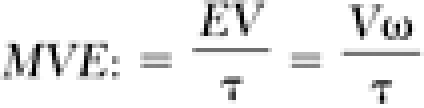 MVE: = EV/τ = Vω/τ